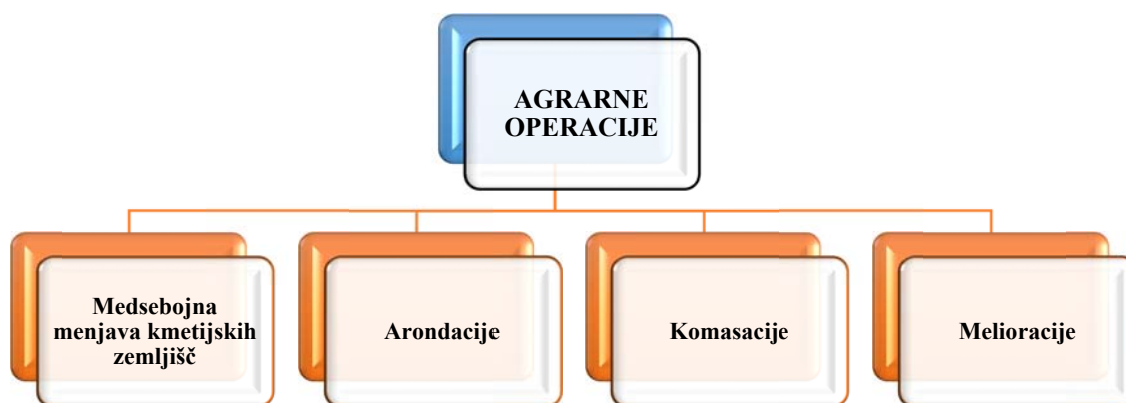 AGRARNE
OPERACIJE
Medsebojna
menjava kmetijskih
zemljišč
Arondacije
Komasacije
Melioracije